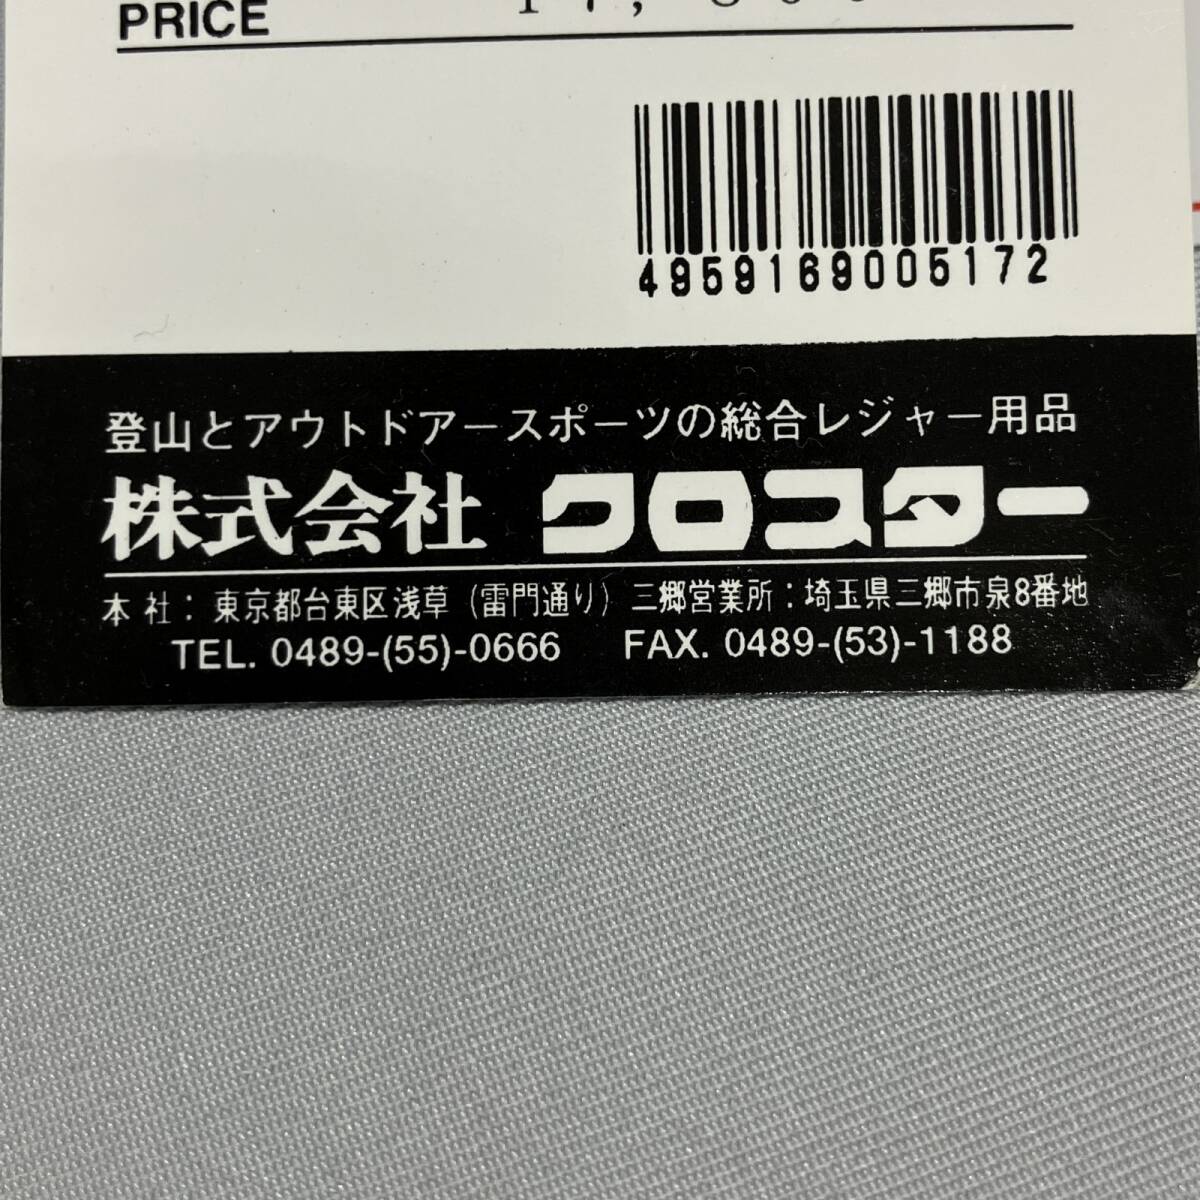 PRICE
4959169005172
登山とアウトドアースポーツの総合レジャー用品
株式会社 クロスター
本社：東京都台東区浅草（雷門通り） 三郷営業所：埼玉県三郷市泉8番地
TEL. 0489-(55)-0666 FAX. 0489-(53)-1188